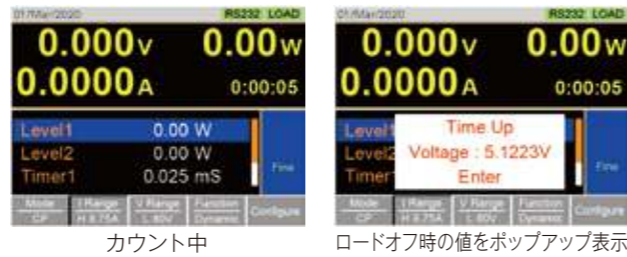 01/Mar/2020 RS232 LOAD
0.000V 0.00W
0.0000A 0:00:05
Level1 0.00 W
Level2 0.00 W
Timer1 0.025 mS
Fine
Mode I Range V Range Function Configure
CP H 8.75A L 80V Dynamic
カウント中
01/Mar/2020 RS232 LOAD
0.000V 0.00W
0.0000A 0:00:05
Level1
Level2
Timer
Time Up
Voltage : 5.1223V
Enter
Fine
Mode I Range V Range Function Configure
CP H 8.75A L 80V Dynamic
ロードオフ時の値をポップアップ表示